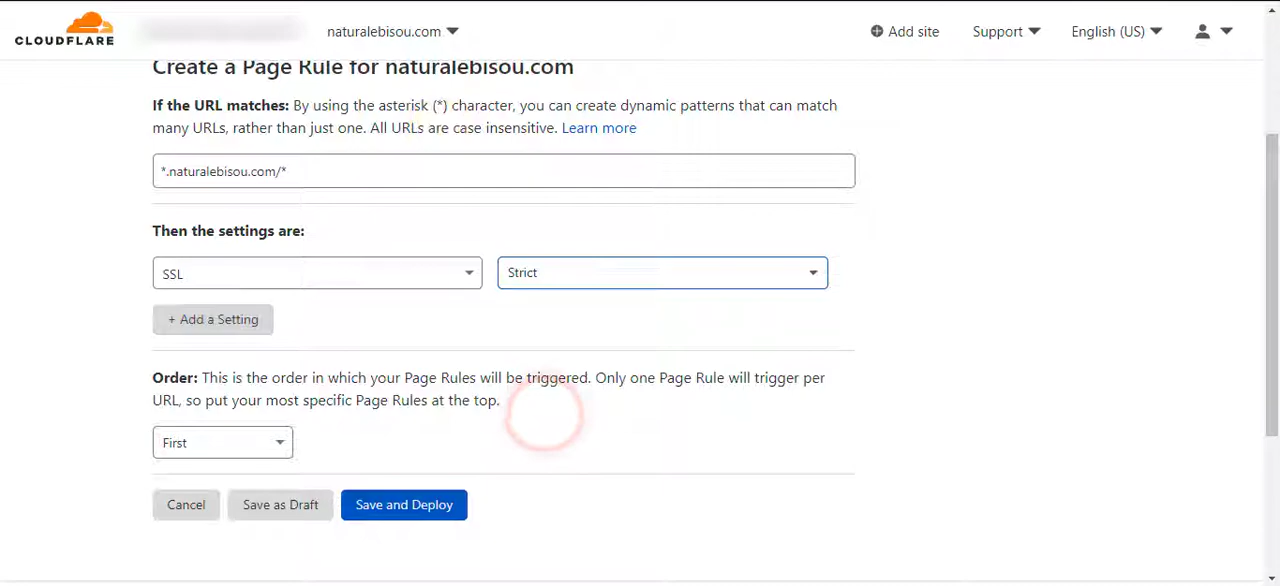 CLOUDFLARE
naturalebisou.com
Add site
Support
English (US)
Create a Page Rule for naturalebisou.com
If the URL matches: By using the asterisk (*) character, you can create dynamic patterns that can match
many URLs, rather than just one. All URLs are case insensitive. Learn more
*.naturalebisou.com/*
Then the settings are:
SSL
Strict
+ Add a Setting
Order: This is the order in which your Page Rules will be triggered. Only one Page Rule will trigger per
URL, so put your most specific Page Rules at the top.
First
Cancel
Save as Draft
Save and Deploy